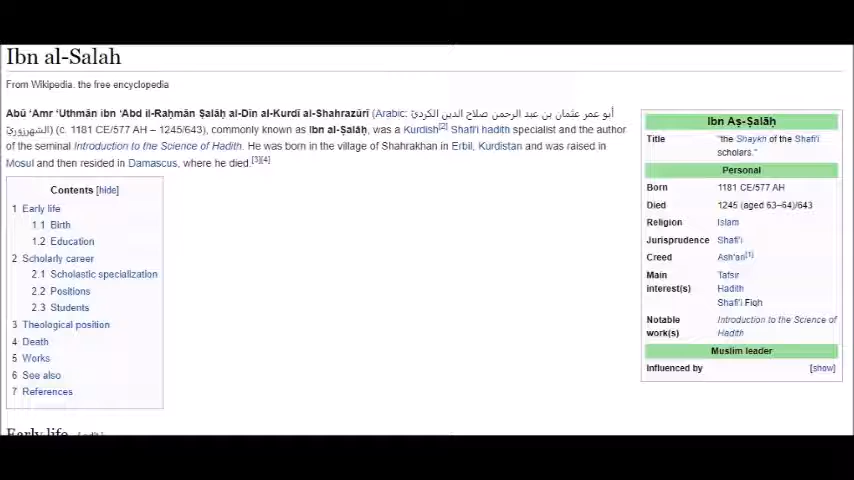 Ibn al-Salah
From Wikipedia, the free encyclopedia
Abū ‘Amr ‘Uthmān ibn ‘Abd il-Raḥmān Ṣalāḥ al-Dīn al-Kurdī al-Shahrazūrī (Arabic: أبو عمر عثمان بن عبد الرحمن صلاح الدين الكرديّ
الشهرزوريّ) (c. 1181 CE/577 AH – 1245/643), commonly known as Ibn al-Ṣalāḥ, was a Kurdish[2] Shafi'i hadith specialist and the author
of the seminal Introduction to the Science of Hadith. He was born in the village of Shahrakhan in Erbil, Kurdistan and was raised in
Mosul and then resided in Damascus, where he died.[3][4]
Contents [hide]
1 Early life
1.1 Birth
1.2 Education
2 Scholarly career
2.1 Scholastic specialization
2.2 Positions
2.3 Students
3 Theological position
4 Death
5 Works
6 See also
7 References
Ibn Aṣ-Ṣalāḥ
Title "the Shaykh of the Shafi'i
scholars."
Personal
Born 1181 CE/577 AH
Died 1245 (aged 63–64)/643
Religion Islam
Jurisprudence Shafi'i
Creed Ash'ari[1]
Main Tafsir
interest(s) Hadith
Shafi'i Fiqh
Notable Introduction to the Science of
work(s) Hadith
Muslim leader
Influenced by [show]
Early life